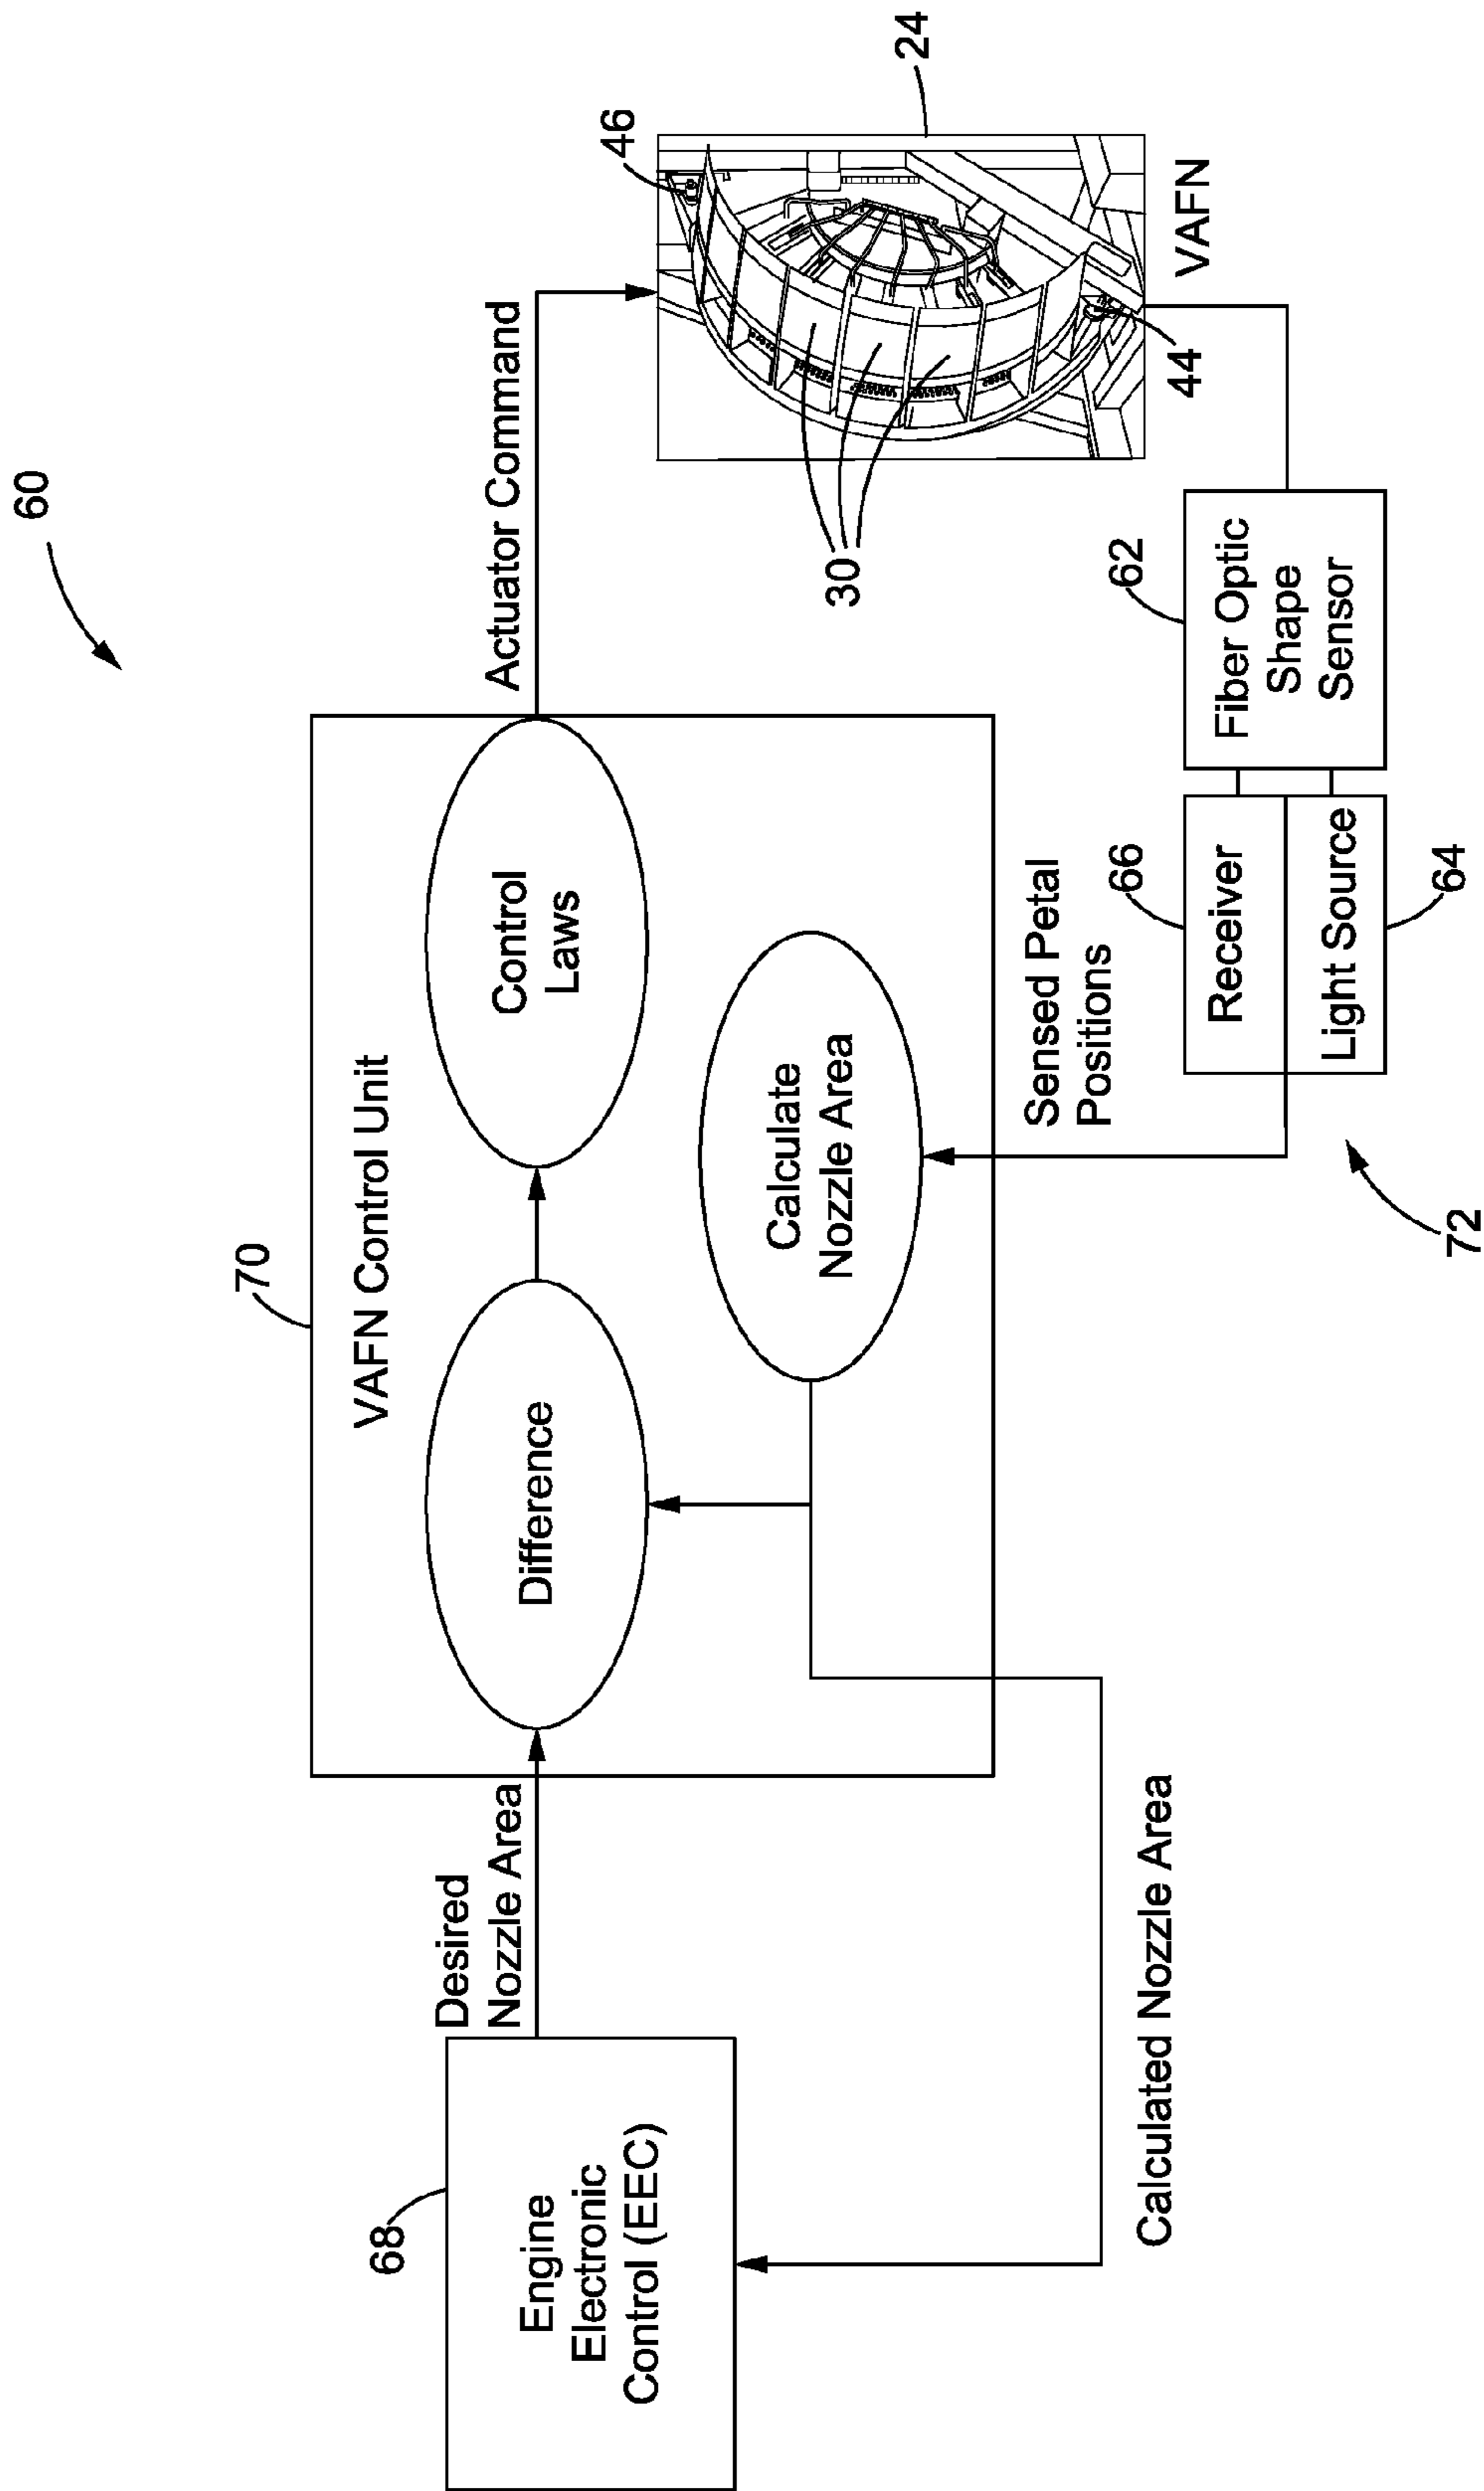 60
70
VAFN Control Unit
68
Engine
Electronic
Control (EEC)
Desired
Nozzle Area
Difference
Control
Laws
Actuator Command
46
24
30
44
VAFN
Calculate
Nozzle Area
Sensed Petal
Positions
62
Fiber Optic
Shape
Sensor
66
Receiver
Light Source
64
72
Calculated Nozzle Area